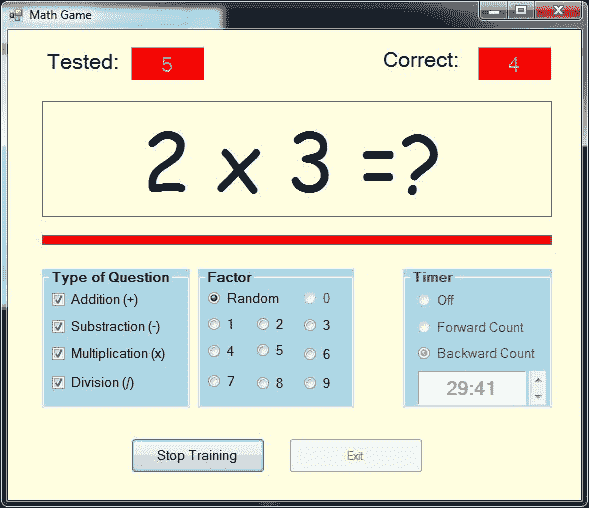 Math Game
Tested: 5 Correct: 4
2 x 3 =?
Type of Question
Addition (+)
Substraction (-)
Multiplication (x)
Division (/)
Factor
Random 0
1 2 3
4 5 6
7 8 9
Timer
Off
Forward Count
Backward Count
29:41
Stop Training Exit